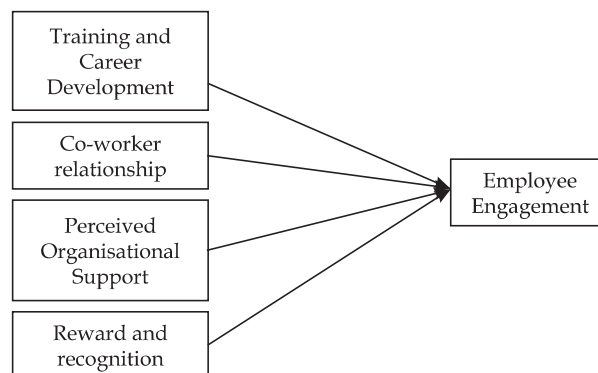 Training and
Career
Development
Co-worker
relationship
Perceived
Organisational
Support
Reward and
recognition
Employee
Engagement